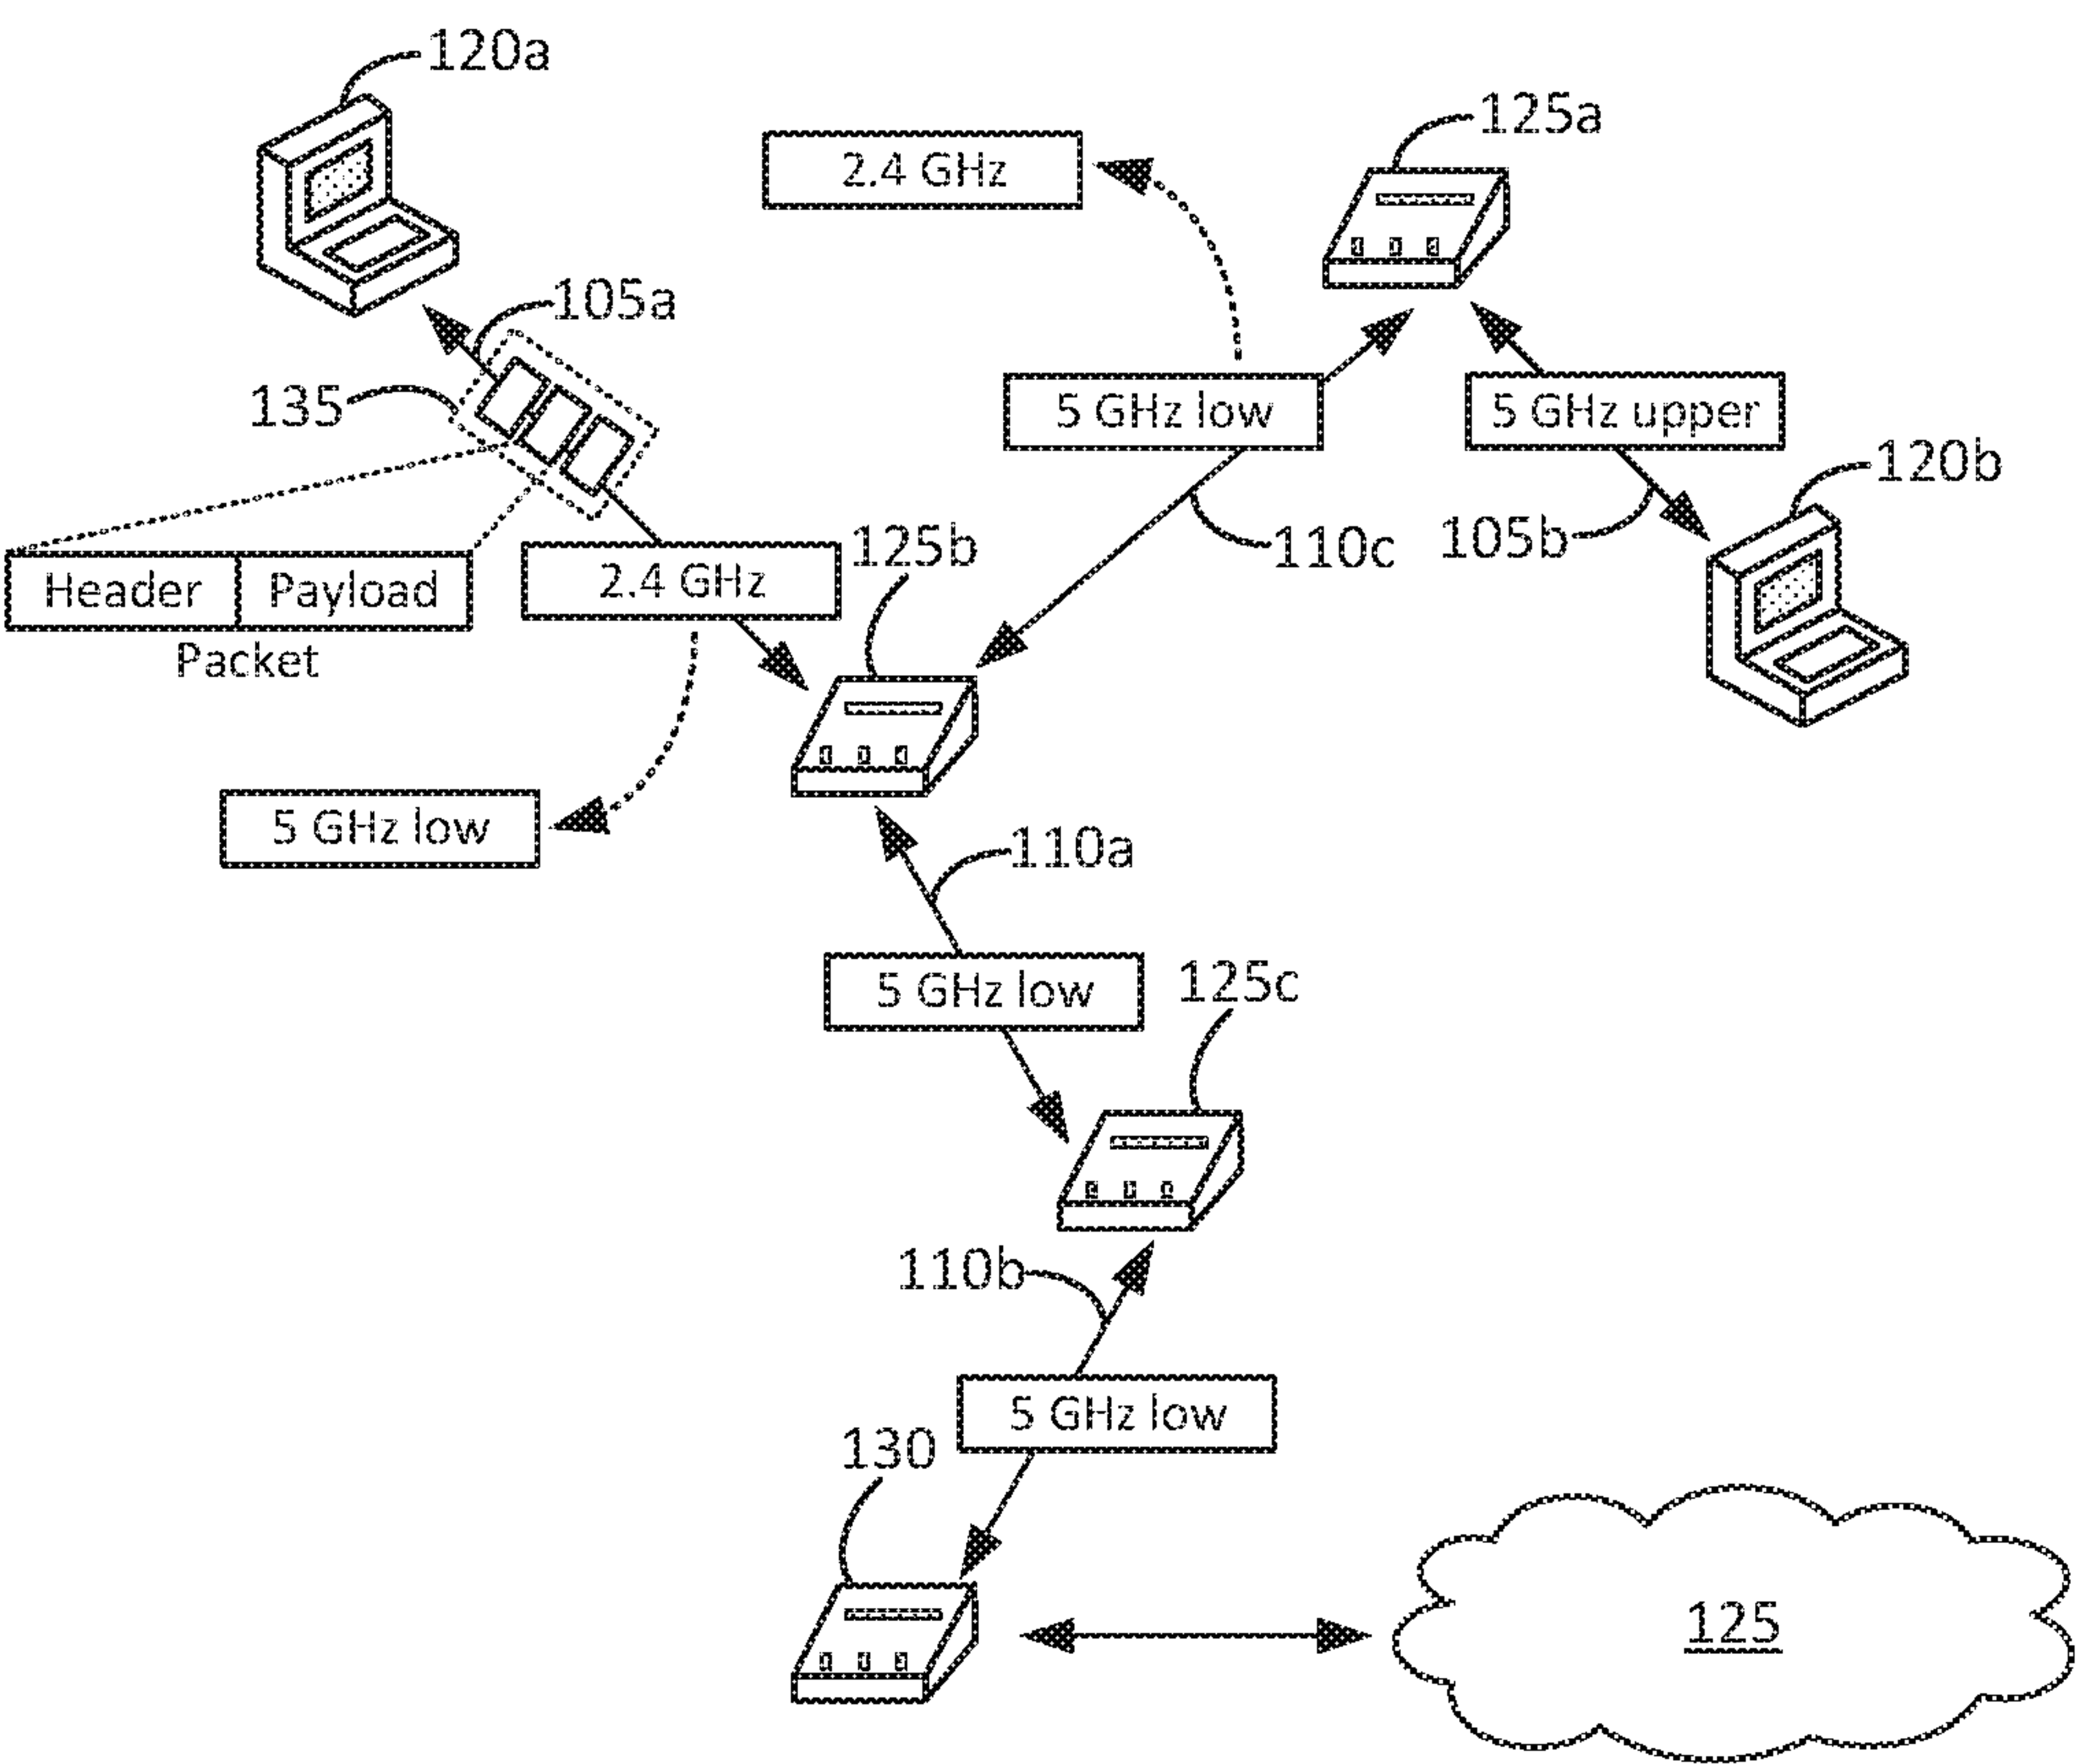 120a
125a
2.4 GHz
105a
135
5 GHz low
5 GHz upper
120b
110c
105b
125b
Header
Payload
2.4 GHz
Packet
5 GHz low
110a
5 GHz low
125c
110b
5 GHz low
130
125